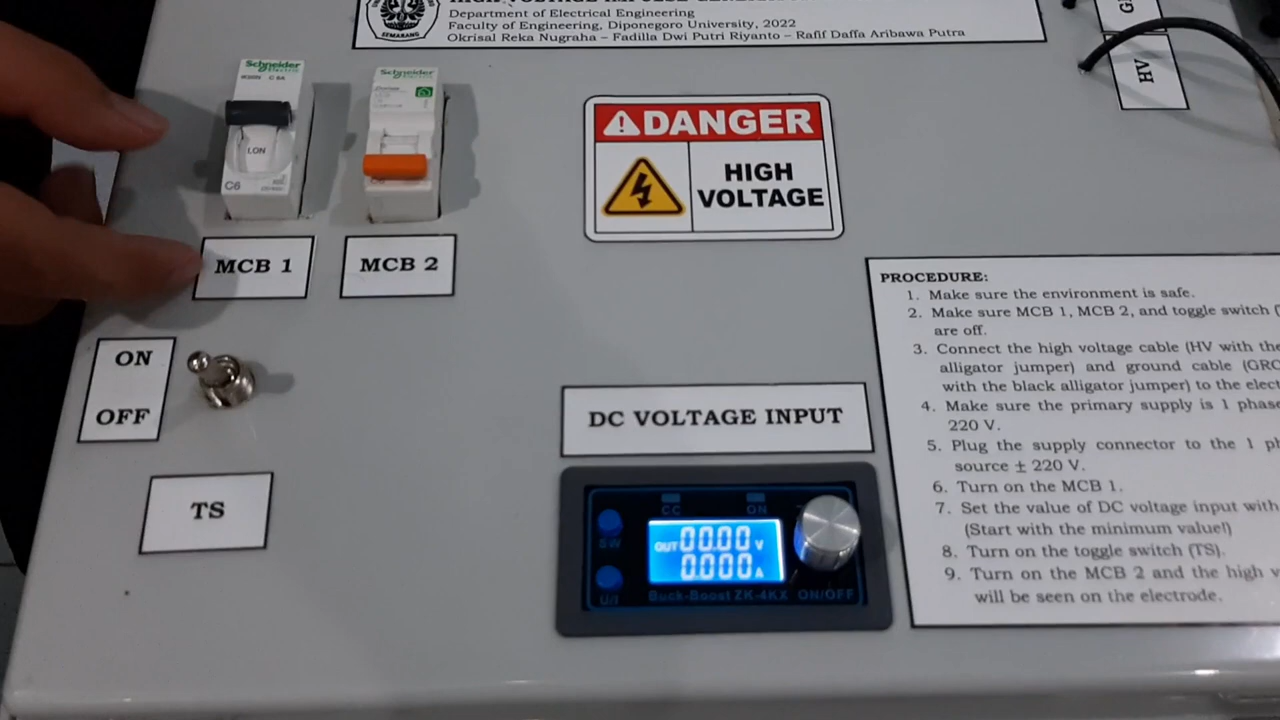 HIGH VOLTAGE IMPULSE GENERATOR
Department of Electrical Engineering
Faculty of Engineering, Diponegoro University, 2022
Okrisal Reka Nugraha – Fadilla Dwi Putri Riyanto – Rafif Daffa Aribawa Putra
SEMARANG
HV
Schneider
Electric
I.ON
C6
Schneider
Electric
DANGER
HIGH
VOLTAGE
MCB 1
MCB 2
ON
OFF
TS
DC VOLTAGE INPUT
CC
ON
SW
U/I
OUT 00.00 V
0.000 A
Buck-Boost ZK-4KX
ON/OFF
PROCEDURE:
1. Make sure the environment is safe.
2. Make sure MCB 1, MCB 2, and toggle switch (
are off.
3. Connect the high voltage cable (HV with the
alligator jumper) and ground cable (GRO
with the black alligator jumper) to the elect
4. Make sure the primary supply is 1 phase
220 V.
5. Plug the supply connector to the 1 ph
source ± 220 V.
6. Turn on the MCB 1.
7. Set the value of DC voltage input with
(Start with the minimum value!)
8. Turn on the toggle switch (TS).
9. Turn on the MCB 2 and the high v
will be seen on the electrode.